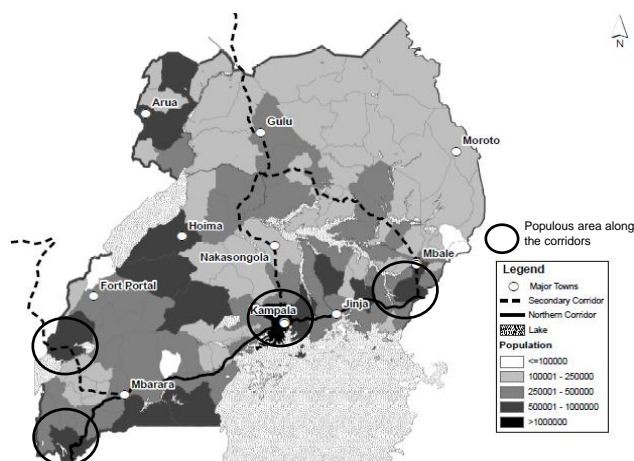 N
Arua
Gulu
Moroto
Hoima
Nakasongola
Mbale
Fort Portal
Kampala
Jinja
Mbarara
Populous area along
the corridors
Legend
Major Towns
Secondary Corridor
Northern Corridor
Lake
Population
<=100000
100001 - 250000
250001 - 500000
500001 - 1000000
>1000000